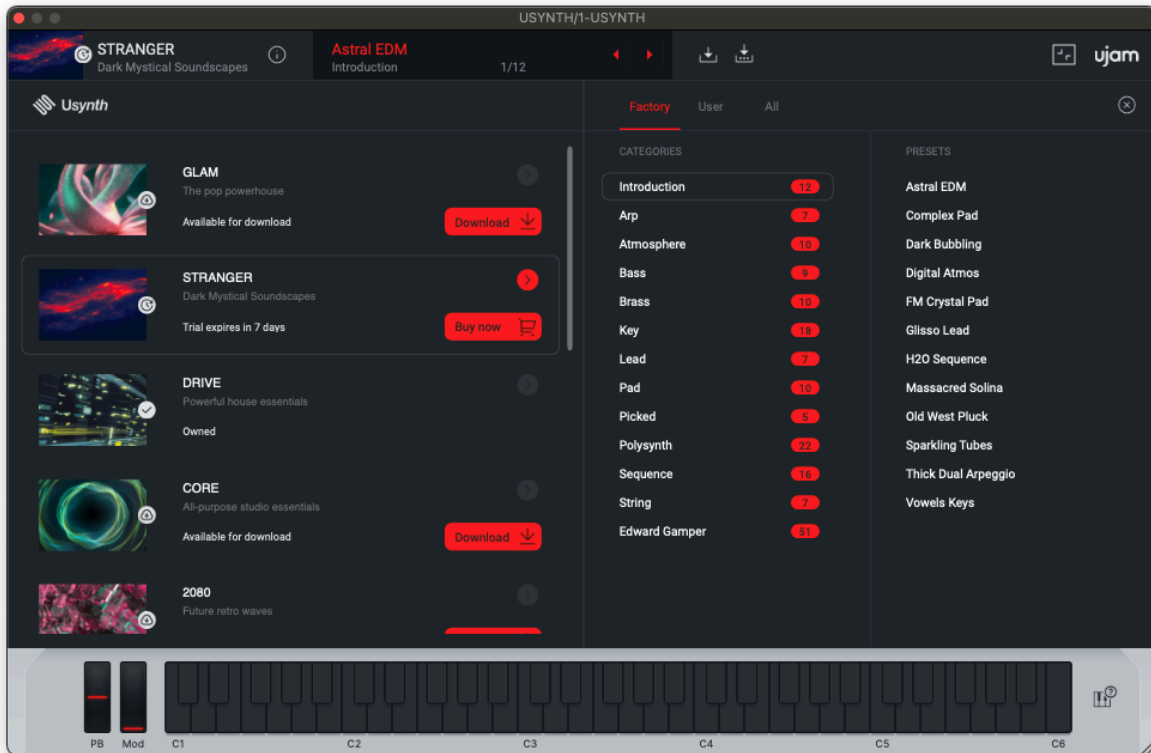 USYNTH/1-USYNTH
STRANGER
Dark Mystical Soundscapes
Astral EDM
Introduction 1/12
ujam
Usynth
GLAM
The pop powerhouse
Available for download
Download
STRANGER
Dark Mystical Soundscapes
Trial expires in 7 days
Buy now
DRIVE
Powerful house essentials
Owned
CORE
All-purpose studio essentials
Available for download
Download
2080
Future retro waves
Factory User All
CATEGORIES
Introduction 12
Arp 7
Atmosphere 10
Bass 9
Brass 10
Key 18
Lead 7
Pad 10
Picked 5
Polysynth 22
Sequence 16
String 7
Edward Gamper 51
PRESETS
Astral EDM
Complex Pad
Dark Bubbling
Digital Atmos
FM Crystal Pad
Glisso Lead
H2O Sequence
Massacred Solina
Old West Pluck
Sparkling Tubes
Thick Dual Arpeggio
Vowels Keys
PB Mod C1 C2 C3 C4 C5 C6